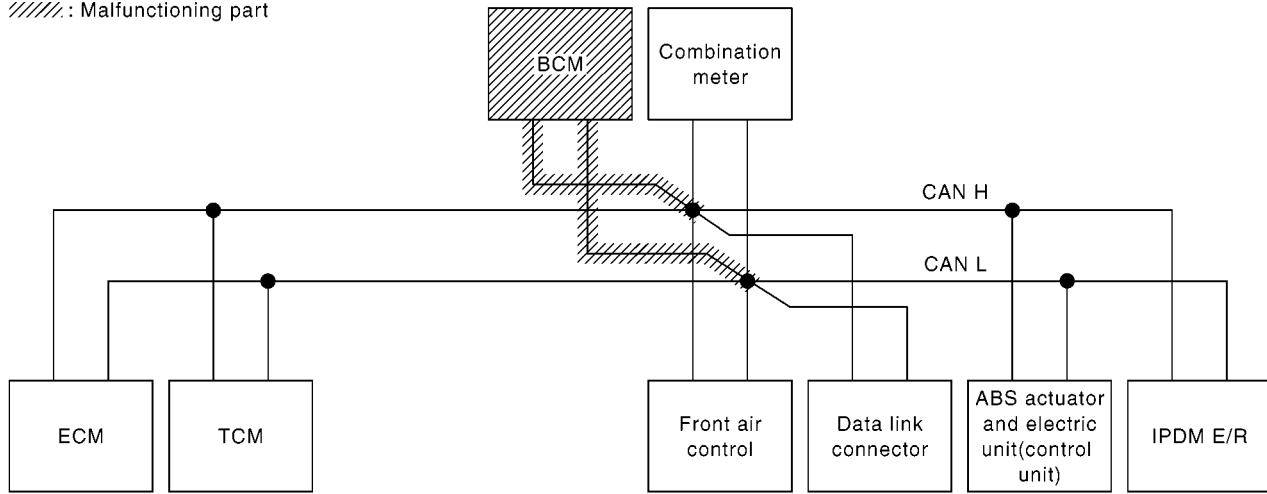 : Malfunctioning part
BCM
Combination
meter
CAN H
CAN L
ECM
TCM
Front air
control
Data link
connector
ABS actuator
and electric
unit(control
unit)
IPDM E/R